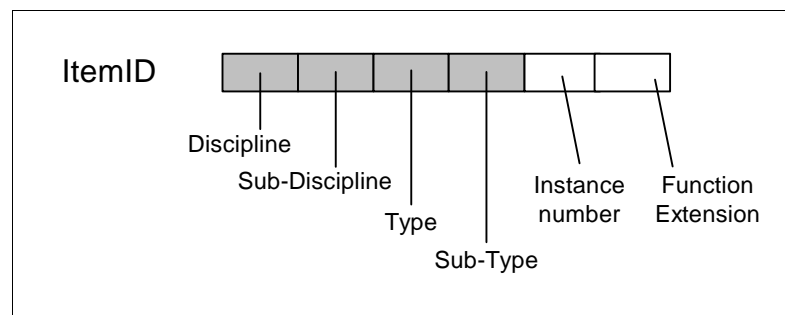 ItemID
Discipline
Sub-Discipline
Type
Sub-Type
Instance
number
Function
Extension